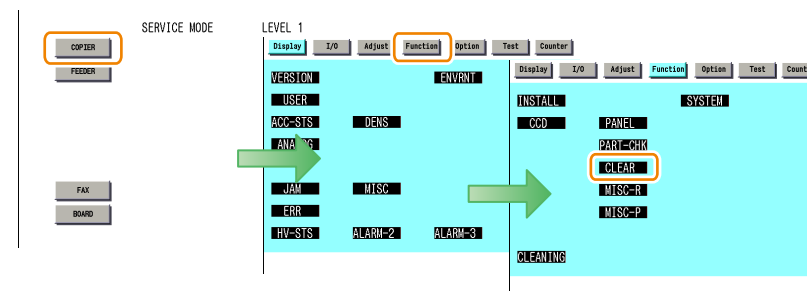 SERVICE MODE
COPIER
FEEDER
FAX
BOARD
LEVEL 1
Display I/O Adjust Function Option Test Counter
VERSION ENVRNT
USER
ACC-STS DENS
JAM MISC
ERR
HV-STS ALARM-2 ALARM-3
Display I/O Adjust Function Option Test Count
INSTALL SYSTEM
CCD PANEL
PART-CHK
CLEAR
MISC-R
MISC-P
CLEANING